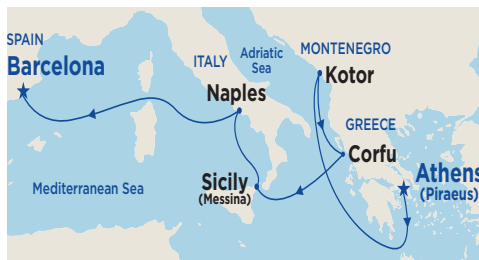 SPAIN
Barcelona
ITALY
Adriatic
Sea
MONTENEGRO
Kotor
Naples
GREECE
Corfu
Sicily
(Messina)
Athens
(Piraeus)
Mediterranean Sea